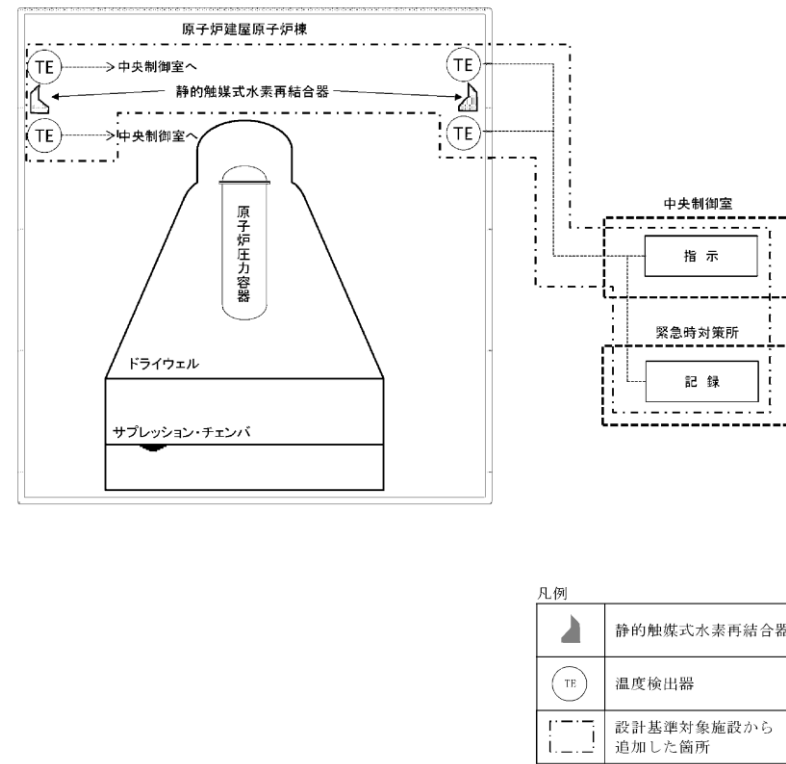 原子炉建屋原子炉棟
TE
中央制御室へ
TE
静的触媒式水素再結合器
TE
中央制御室へ
TE
原子炉圧力容器
中央制御室
指 示
緊急時対策所
記 録
ドライウェル
サプレッション・チェンバ
凡例
静的触媒式水素再結合器
TE
温度検出器
設計基準対象施設から
追加した箇所